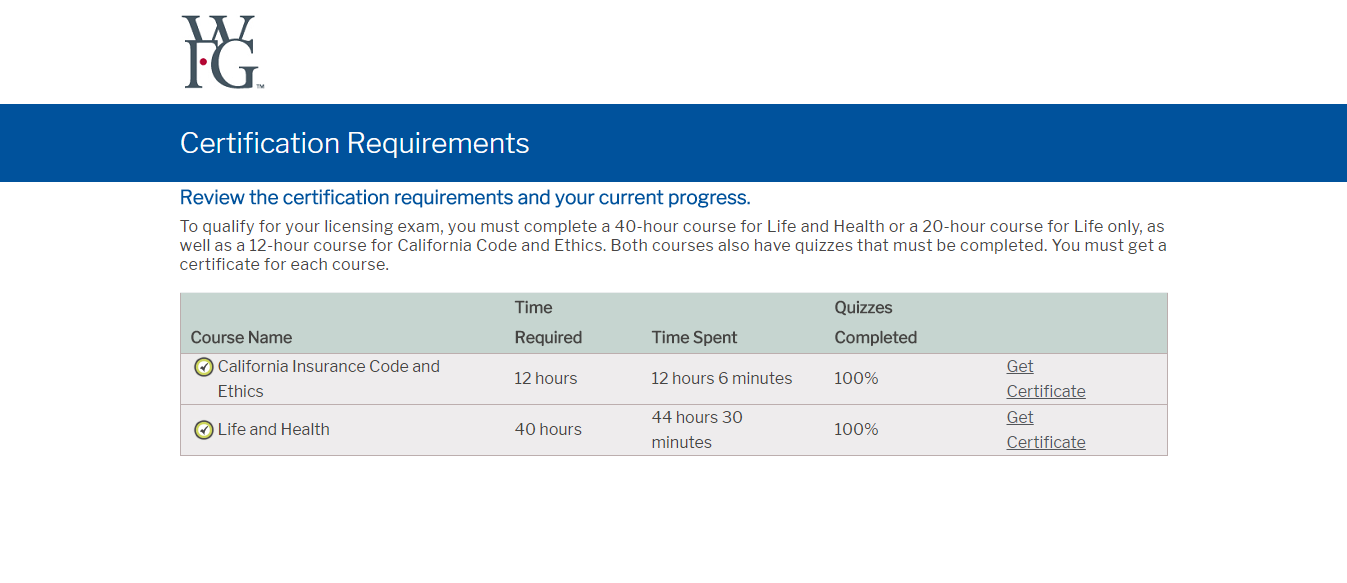 WFG™
Certification Requirements
Review the certification requirements and your current progress.
To qualify for your licensing exam, you must complete a 40-hour course for Life and Health or a 20-hour course for Life only, as
well as a 12-hour course for California Code and Ethics. Both courses also have quizzes that must be completed. You must get a
certificate for each course.
Course Name
Time
Required
Time Spent
Quizzes
Completed
California Insurance Code and
Ethics
12 hours
12 hours 6 minutes
100%
Get
Certificate
Life and Health
40 hours
44 hours 30
minutes
100%
Get
Certificate